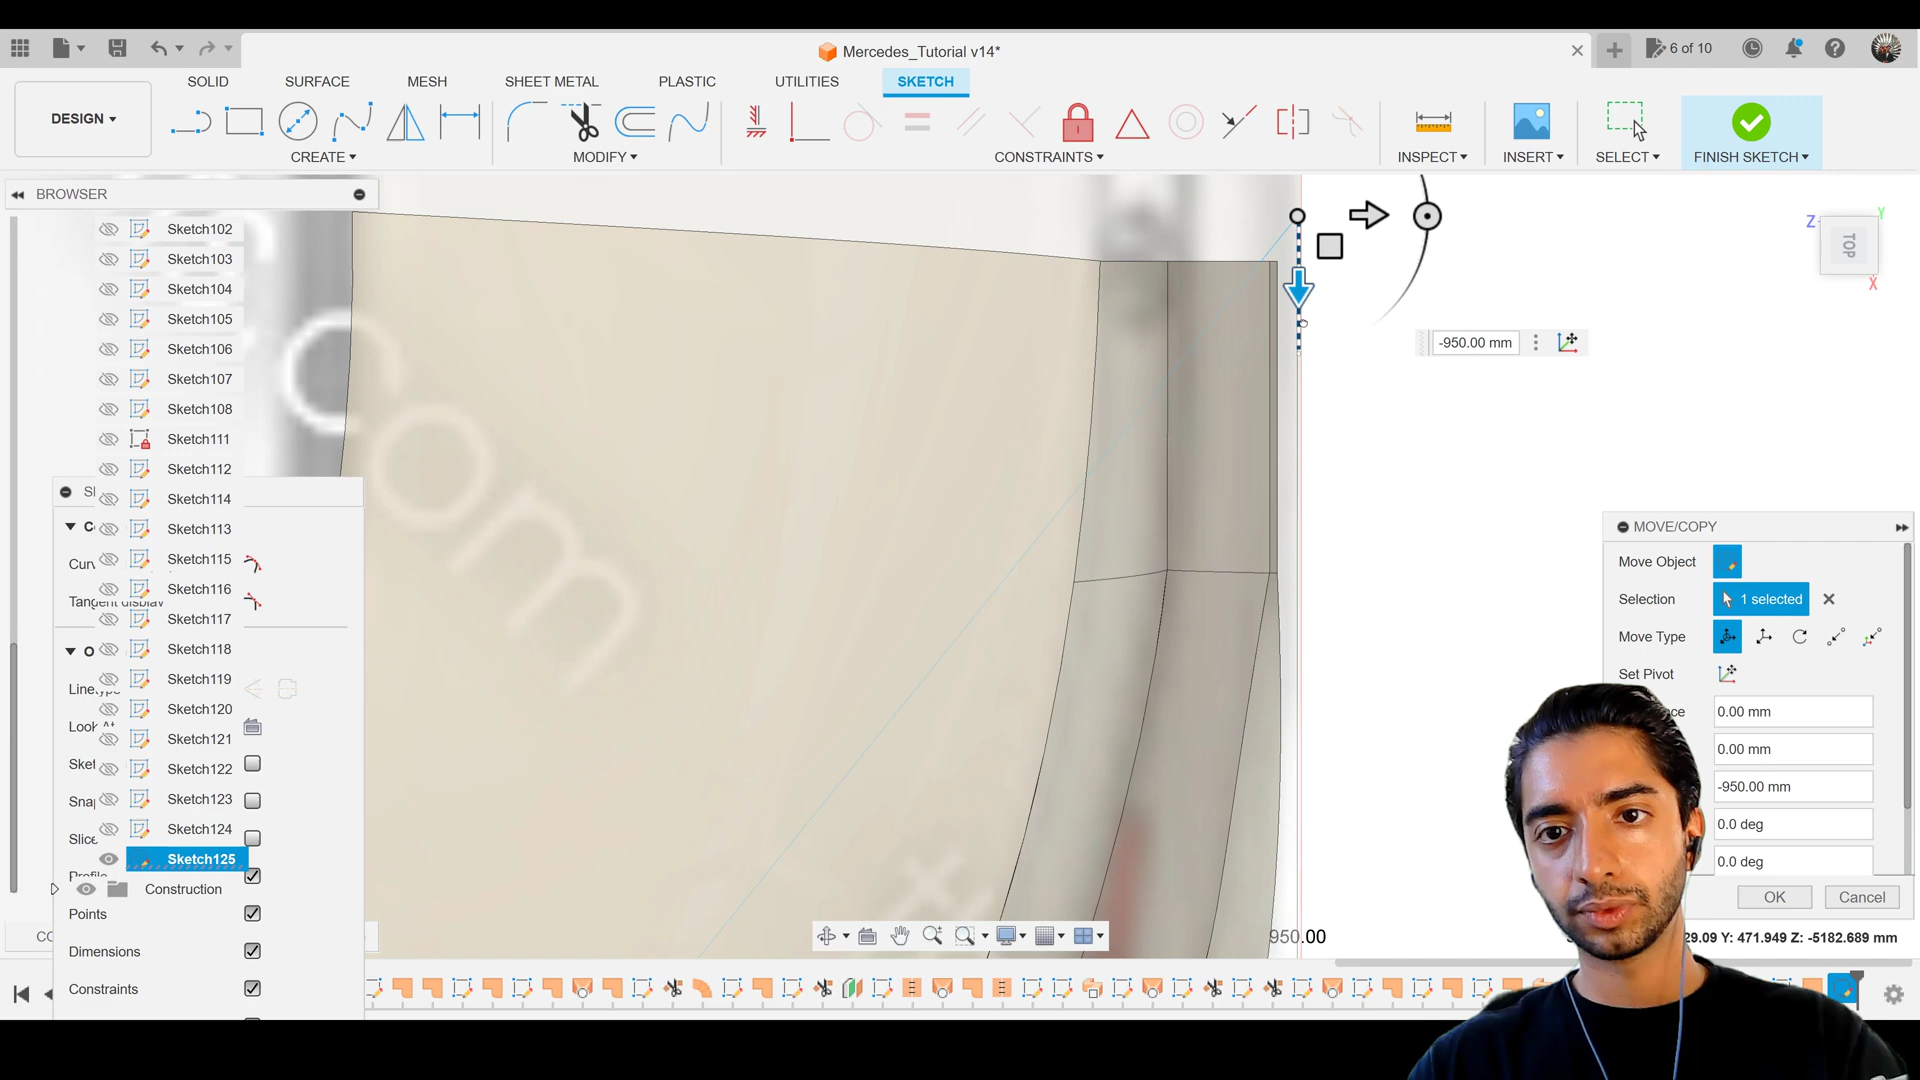 Mercedes_Tutorial v14*
6 of 10
SOLID
SURFACE
MESH
SHEET METAL
PLASTIC
UTILITIES
SKETCH
DESIGN
CREATE
MODIFY
CONSTRAINTS
INSPECT
INSERT
SELECT
FINISH SKETCH
BROWSER
Sketch102
Sketch103
Sketch104
Sketch105
Sketch106
Sketch107
Sketch108
Sketch111
Sketch112
Sketch114
Sketch113
Sketch115
Sketch116
Sketch117
Sketch118
Sketch119
Sketch120
Sketch121
Sketch122
Sketch123
Sketch124
Sketch125
Construction
Points
Dimensions
Constraints
com
Z
Y
TOP
X
-950.00 mm
MOVE/COPY
Move Object
Selection
1 selected
Move Type
Set Pivot
0.00 mm
0.00 mm
-950.00 mm
0.0 deg
0.0 deg
OK
Cancel
950.00
29.09 Y: 471.949 Z: -5182.689 mm